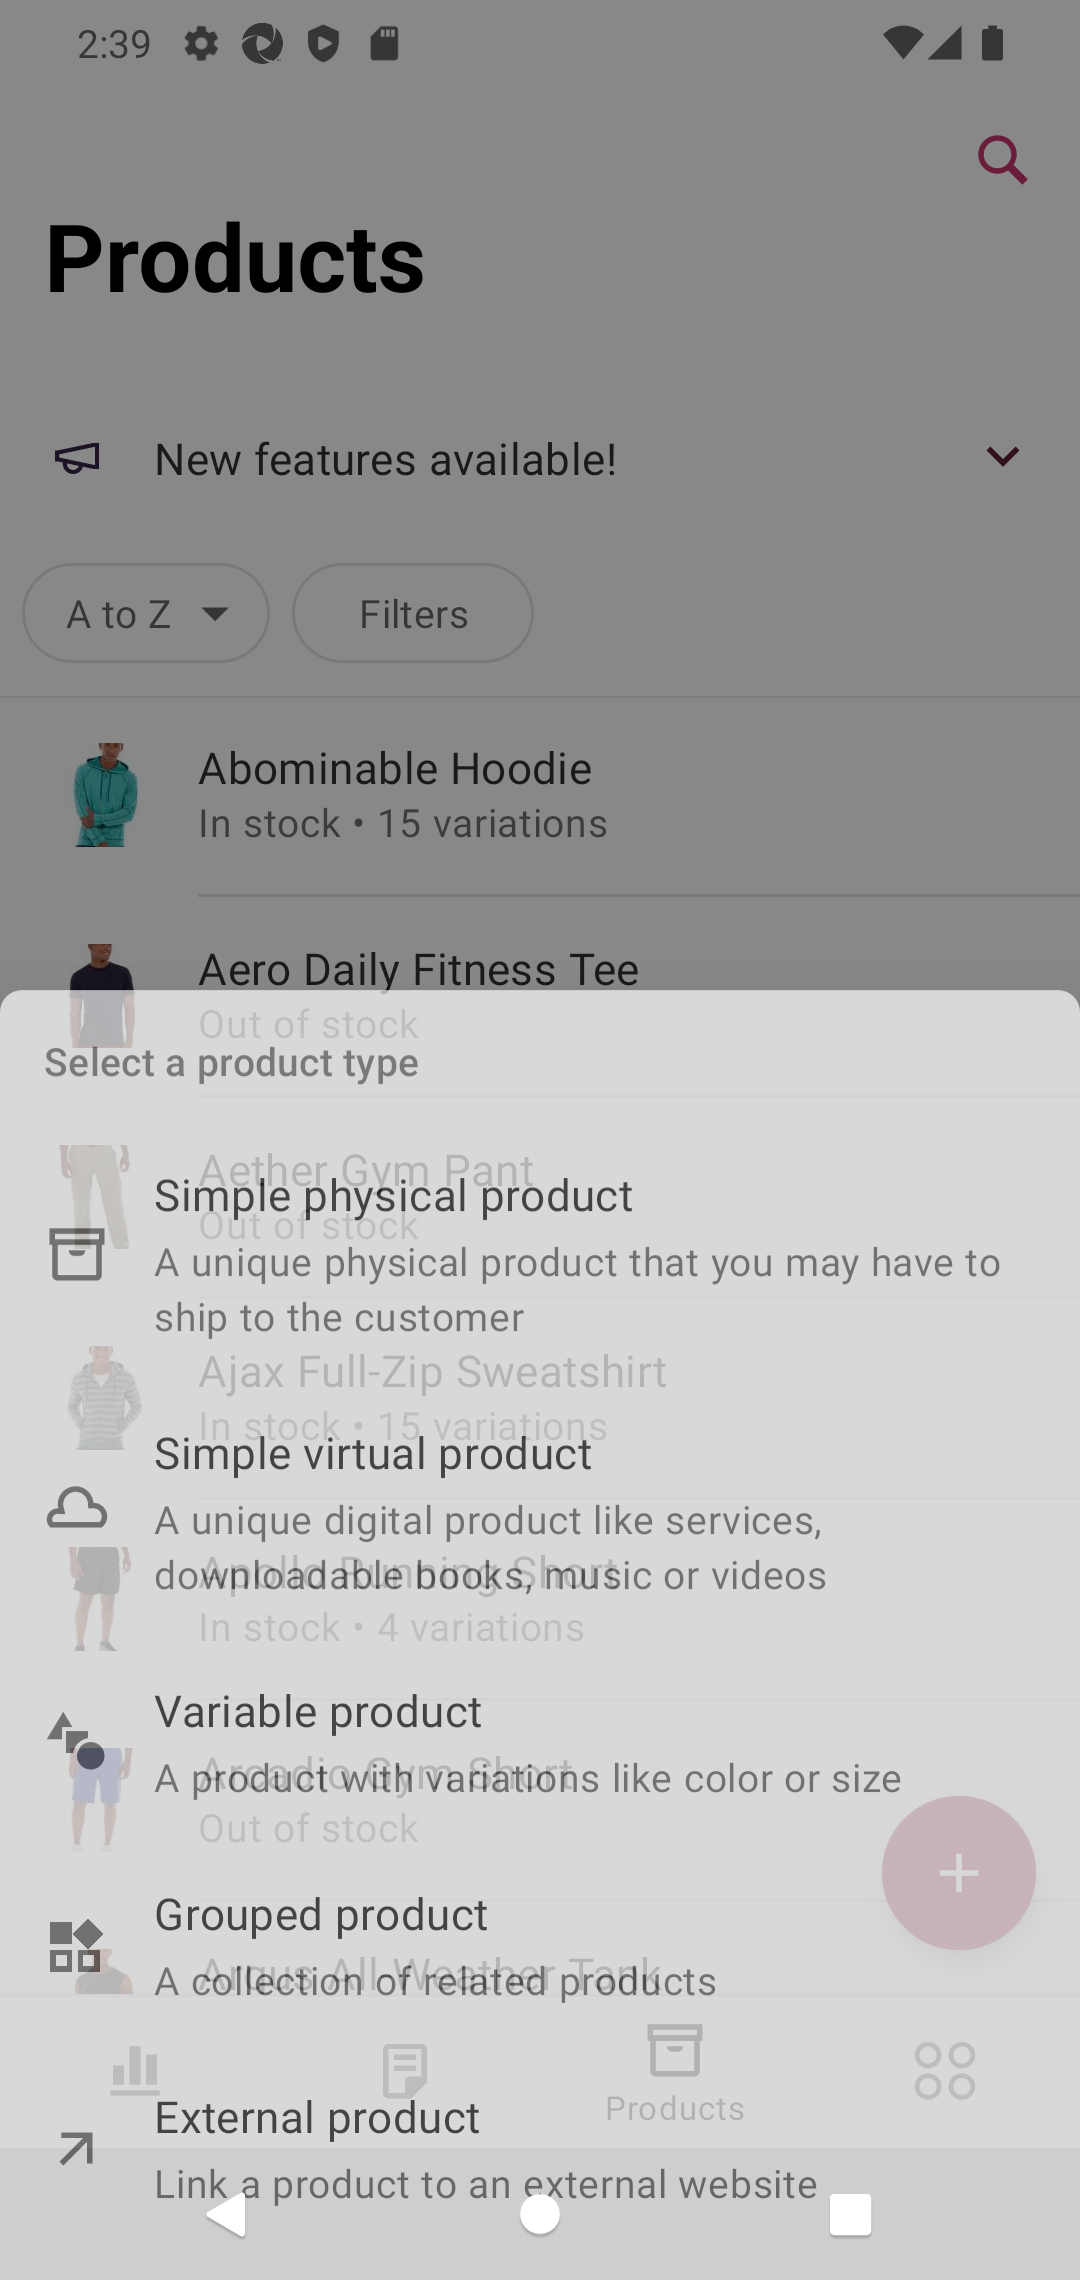 2:39
Products
New features available!
A to Z
Filters
Abominable Hoodie
In stock • 15 variations
Aero Daily Fitness Tee
Out of stock
Select a product type
Aether Gym Pant
Simple physical product
Out of stock
A unique physical product that you may have to
ship to the customer
Ajax Full-Zip Sweatshirt
In stock • 15 variations
Simple virtual product
A unique digital product like services,
Apollo Running Short
downloadable books, music or videos
In stock • 4 variations
Variable product
Arcadio Gym Short
A product with variations like color or size
Out of stock
Grouped product
Argus All-Weather Tank
A collection of related products
Products
External product
Link a product to an external website